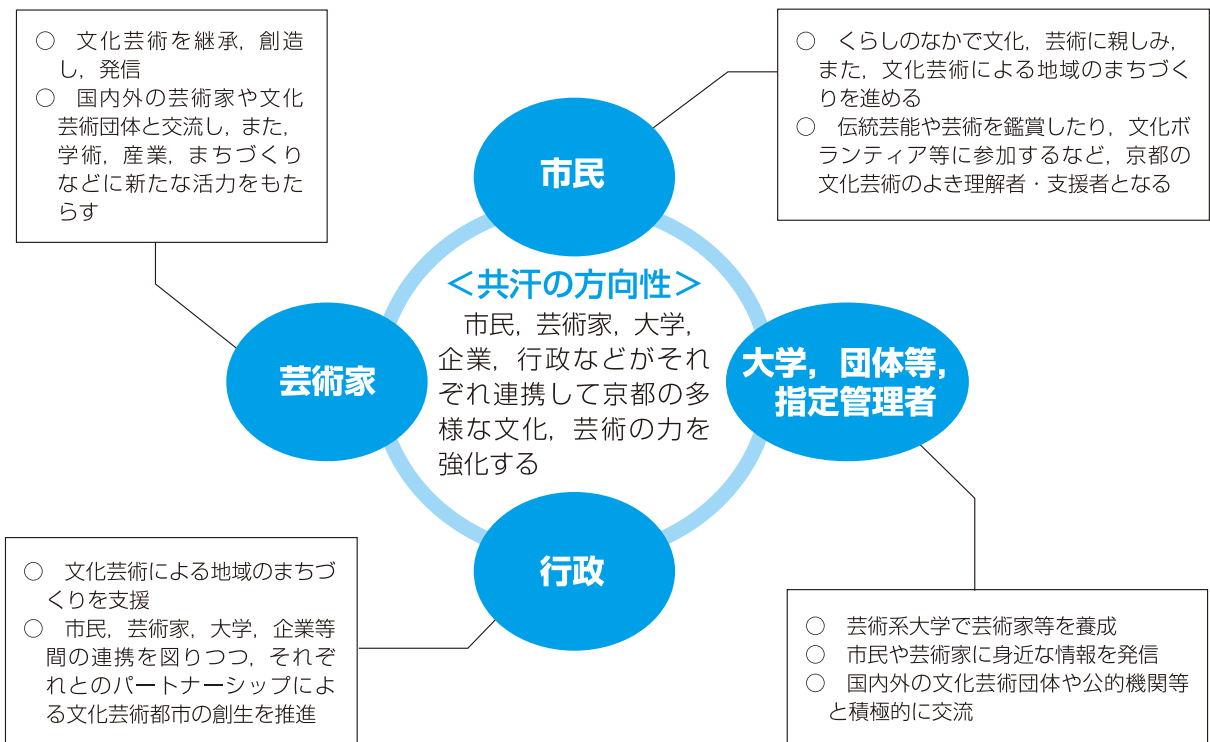 ○　文化芸術を継承，創造
し，発信
○　国内外の芸術家や文化
芸術団体と交流し，また，
学術，産業，まちづくり
などに新たな活力をもた
らす
○　くらしのなかで文化，芸術に親しみ，
また，文化芸術による地域のまちづく
りを進める
○　伝統芸能や芸術を鑑賞したり，文化ボ
ランティア等に参加するなど，京都の
文化芸術のよき理解者・支援者となる
市民
＜共汗の方向性＞
市民，芸術家，大学，
企業，行政などがそれ
ぞれ連携して京都の多
様な文化，芸術の力を
強化する
芸術家
大学，団体等，
指定管理者
行政
○　文化芸術による地域のまちづ
くりを支援
○　市民，芸術家，大学，企業等
間の連携を図りつつ，それぞ
れとのパートナーシップによ
る文化芸術都市の創生を推進
○　芸術系大学で芸術家等を養成
○　市民や芸術家に身近な情報を発信
○　国内外の文化芸術団体や公的機関等
と積極的に交流